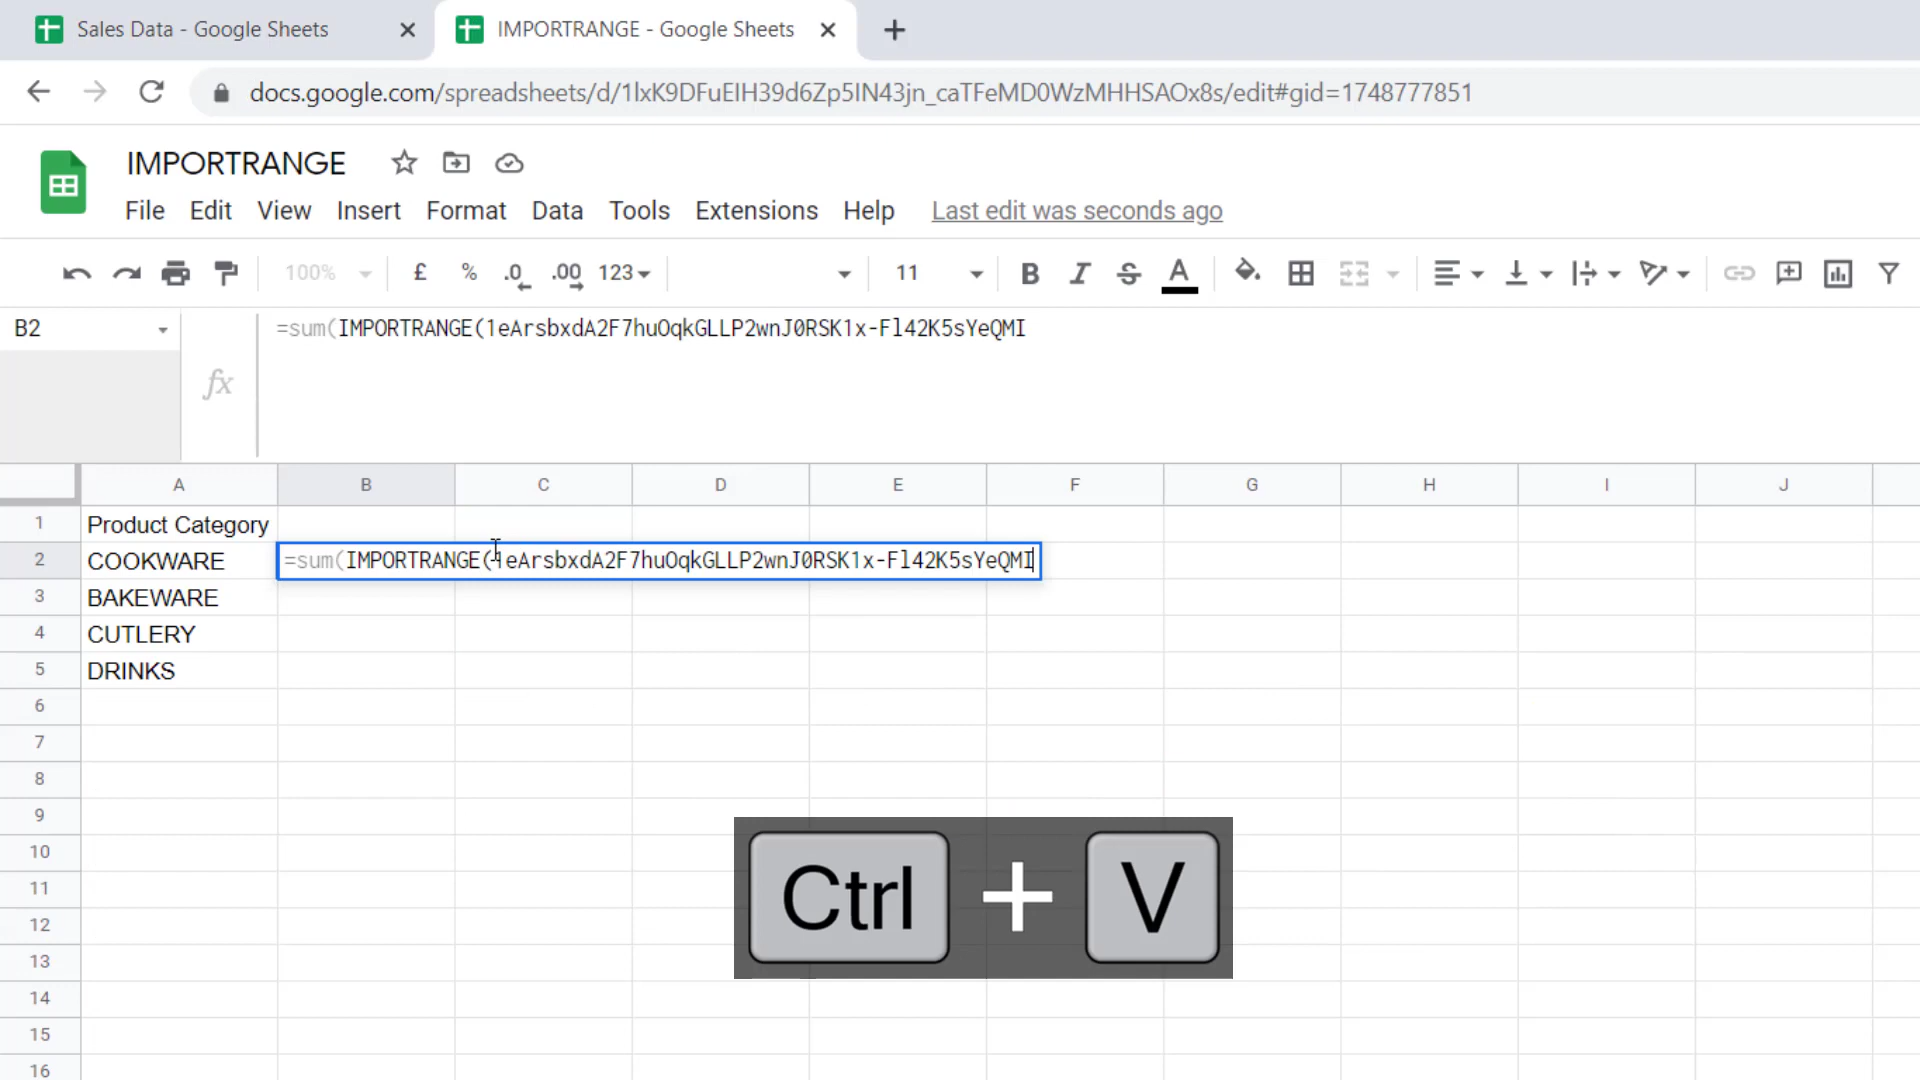 Sales Data - Google Sheets
IMPORTRANGE - Google Sheets
docs.google.com/spreadsheets/d/1lxK9DFuEIH39d6Zp5IN43jn_caTFeMD0WzMHHSAOx8s/edit#gid=1748777851
IMPORTRANGE
File Edit View Insert Format Data Tools Extensions Help Last edit was seconds ago
100% £ % .0 .00 123 11 B I S A
B2
=sum(IMPORTRANGE(1eArsbxdA2F7huOqkGLLP2wnJ0RSK1x-Fl42K5sYeQMI
fx
A B C D E F G H I J
1 Product Category
2 COOKWARE =sum(IMPORTRANGE(1eArsbxdA2F7huOqkGLLP2wnJ0RSK1x-Fl42K5sYeQMI
3 BAKEWARE
4 CUTLERY
5 DRINKS
6
7
8
9
10
11
12
13
14
15
16
Ctrl + V